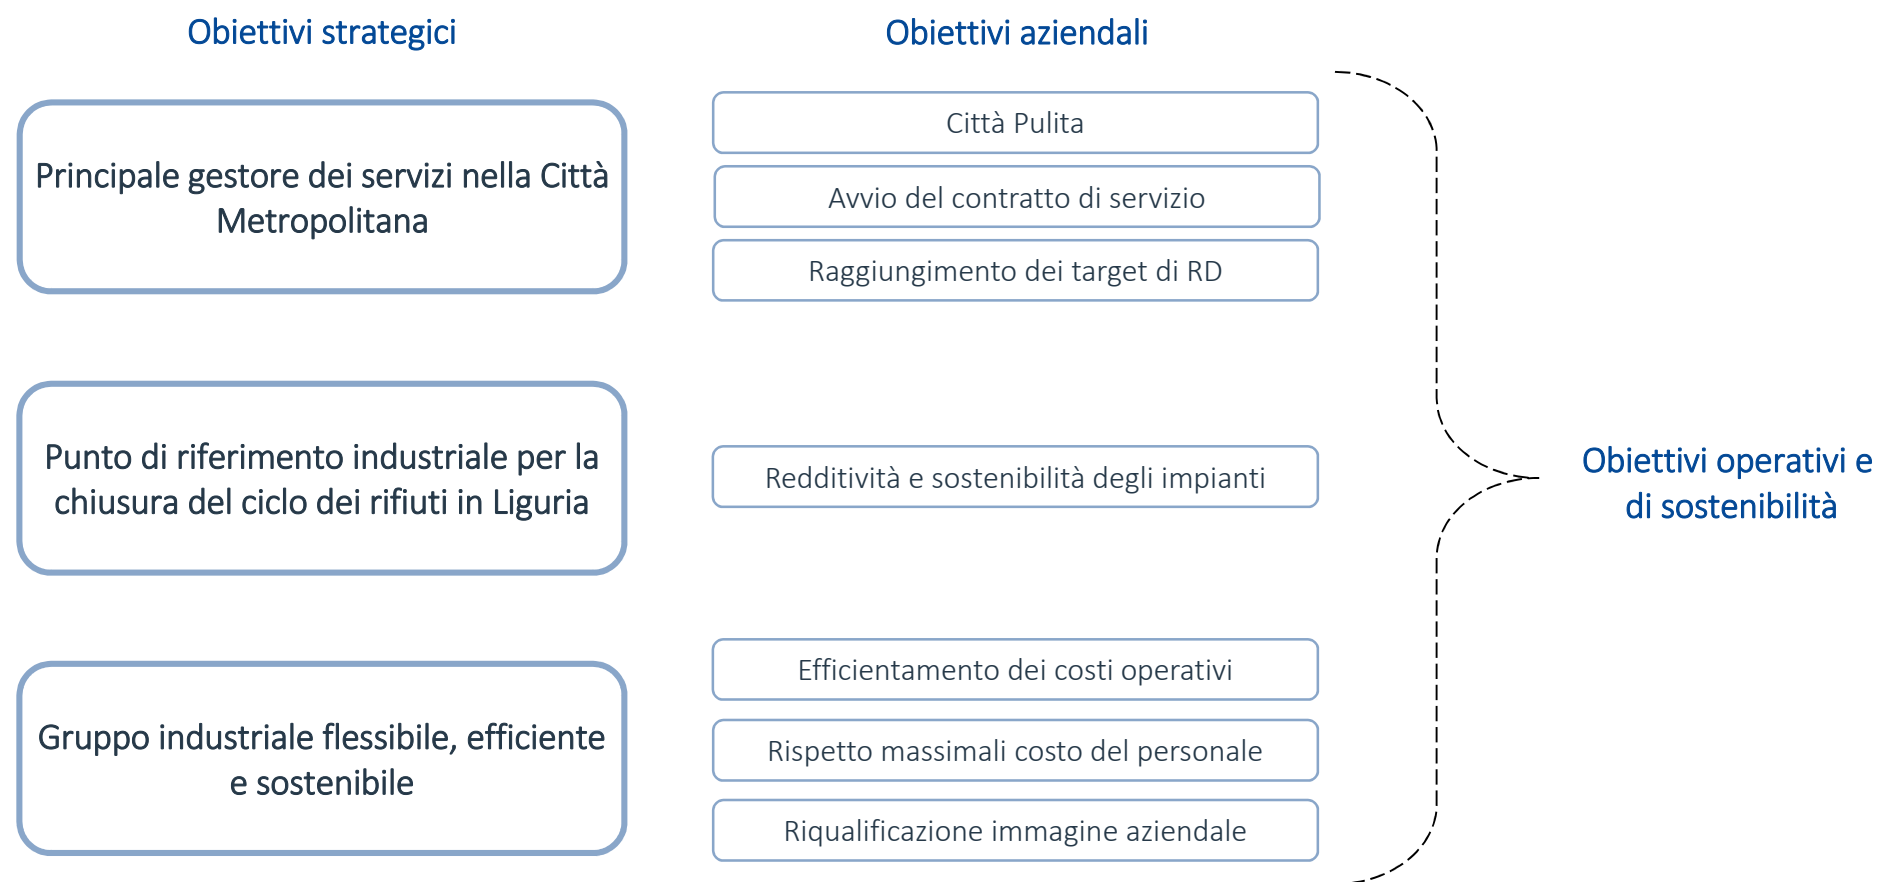 Obiettivi strategici
Obiettivi aziendali
Principale gestore dei servizi nella Città
Metropolitana
Città Pulita
Avvio del contratto di servizio
Raggiungimento dei target di RD
Punto di riferimento industriale per la
chiusura del ciclo dei rifiuti in Liguria
Redditività e sostenibilità degli impianti
Gruppo industriale flessibile, efficiente
e sostenibile
Efficientamento dei costi operativi
Rispetto massimali costo del personale
Riqualificazione immagine aziendale
Obiettivi operativi e
di sostenibilità